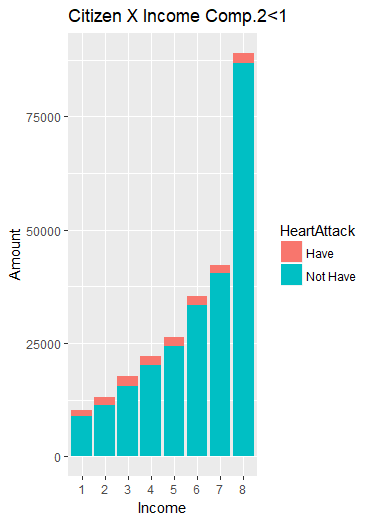 Citizen X Income Comp.2<1
Amount
75000
50000
25000
0
1 2 3 4 5 6 7 8
Income
HeartAttack
Have
Not Have